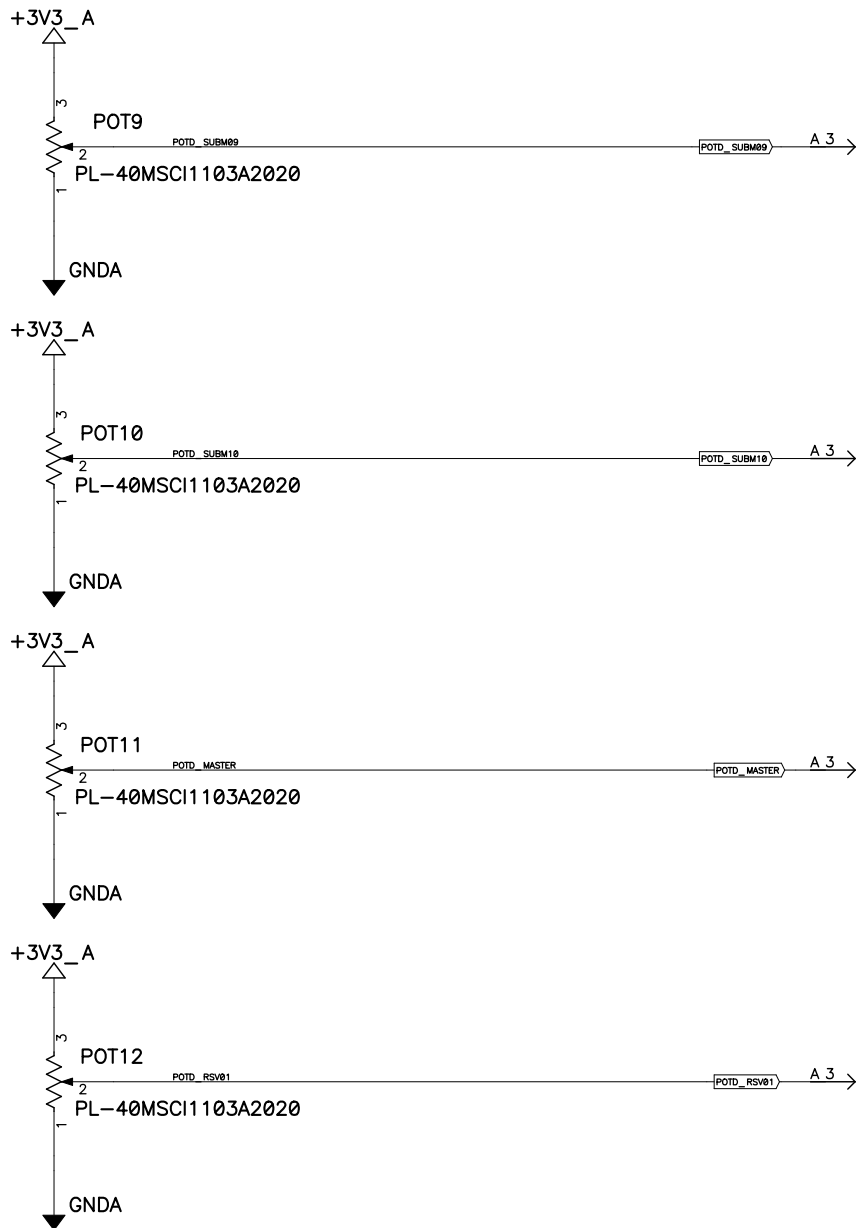 +3V3_A
3
POT9
POTD_SUBM09
POTD_SUBM09
A 3
2
PL-40MSCI1103A2020
1
GNDA
+3V3_A
3
POT10
POTD_SUBM10
POTD_SUBM10
A 3
2
PL-40MSCI1103A2020
1
GNDA
+3V3_A
3
POT11
POTD_MASTER
POTD_MASTER
A 3
2
PL-40MSCI1103A2020
1
GNDA
+3V3_A
3
POT12
POTD_RSV01
POTD_RSV01
A 3
2
PL-40MSCI1103A2020
1
GNDA